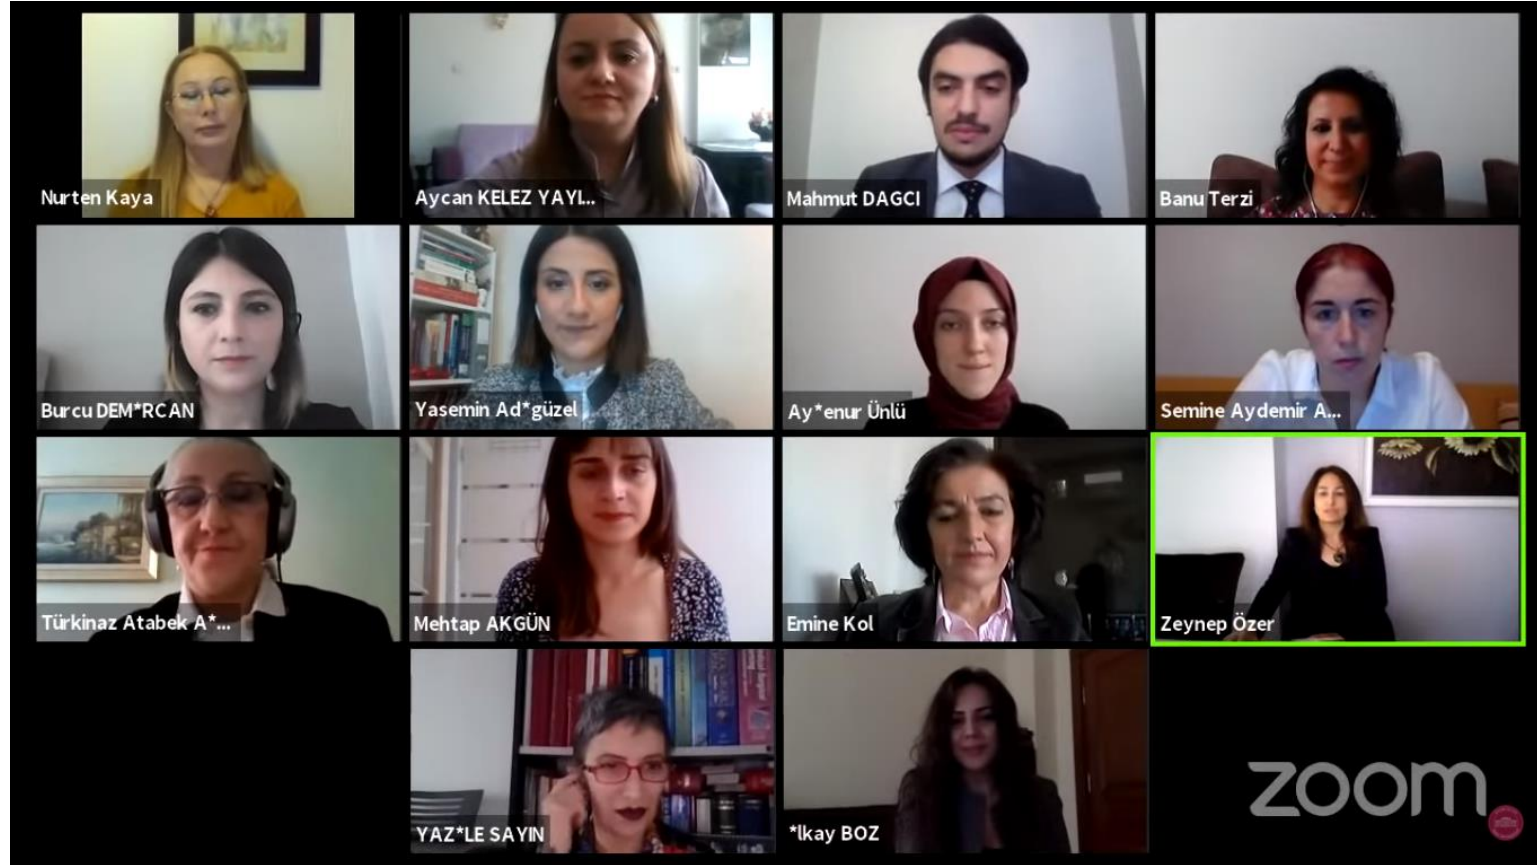 Nurten Kaya
Aycan KELEZ YAYI...
Mahmut DAGCI
Banu Terzi
Burcu DEM*RCAN
Yasemin Ad*güzel
Ay*enur Ünlü
Semine Aydemir A...
Türkinaz Atabek A*...
Mehtap AKGÜN
Emine Kol
Zeynep Özer
YAZ*LE SAYIN
*lkay BOZ
zoom